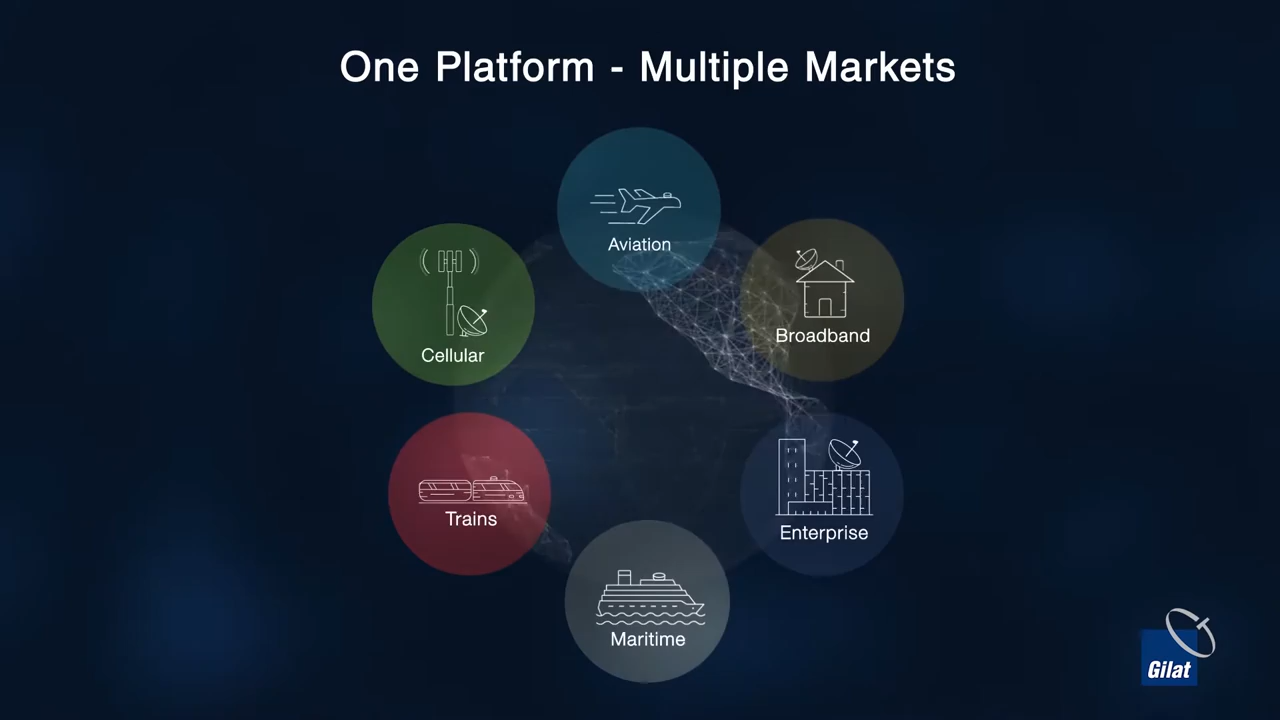 One Platform - Multiple Markets
Aviation
Cellular
Broadband
Trains
Enterprise
Maritime
Gilat